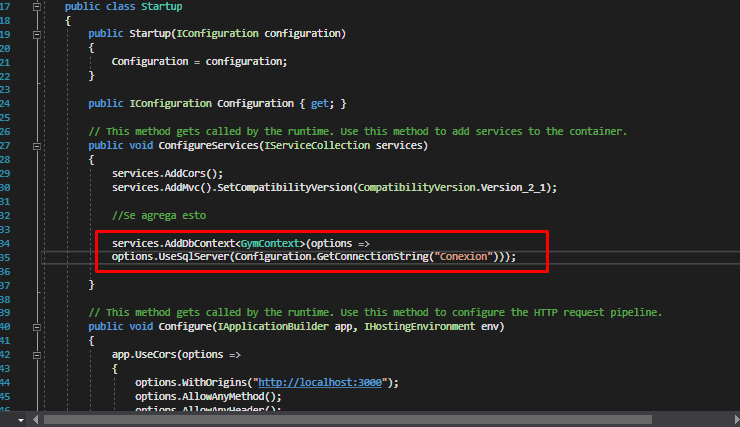 17 public class Startup
18 {
19 public Startup(IConfiguration configuration)
20 {
21 Configuration = configuration;
22 }
23
24 public IConfiguration Configuration { get; }
25
26 // This method gets called by the runtime. Use this method to add services to the container.
27 public void ConfigureServices(IServiceCollection services)
28 {
29 services.AddCors();
30 services.AddMvc().SetCompatibilityVersion(CompatibilityVersion.Version_2_1);
31
32 //Se agrega esto
33
34 services.AddDbContext<GymContext>(options =>
35 options.UseSqlServer(Configuration.GetConnectionString("Conexion")));
36
37 }
38
39 // This method gets called by the runtime. Use this method to configure the HTTP request pipeline.
40 public void Configure(IApplicationBuilder app, IHostingEnvironment env)
41 {
42 app.UseCors(options =>
43 {
44 options.WithOrigins("http://localhost:3000");
45 options.AllowAnyMethod();
46 options.AllowAnyHeader();